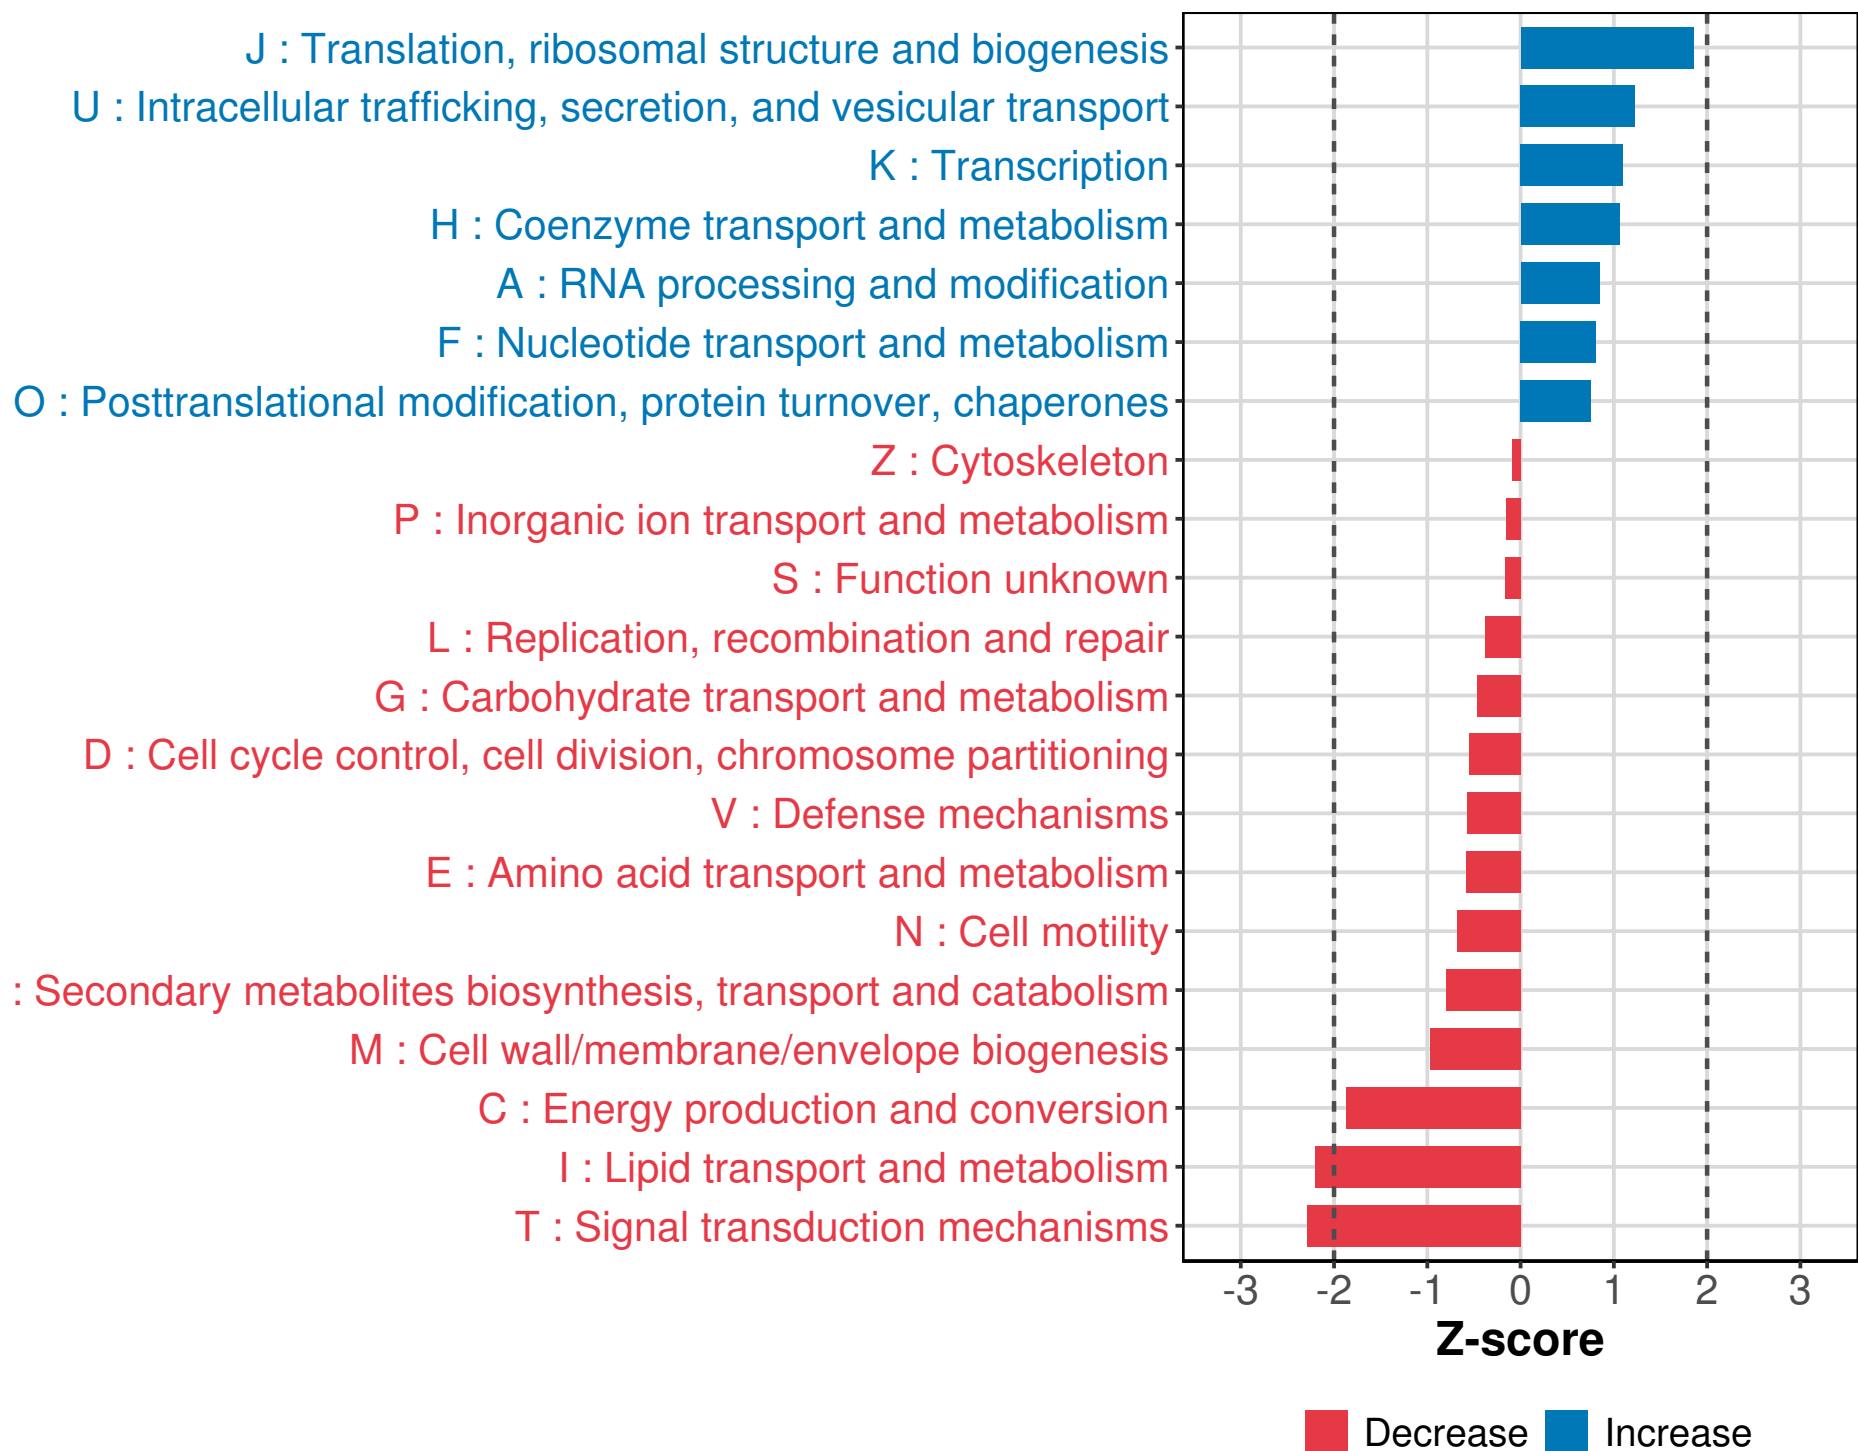 J : Translation, ribosomal structure and biogenesis
U : Intracellular trafficking, secretion, and vesicular transport
K : Transcription
H : Coenzyme transport and metabolism
A : RNA processing and modification
F : Nucleotide transport and metabolism
O : Posttranslational modification, protein turnover, chaperones
Z : Cytoskeleton
P : Inorganic ion transport and metabolism
S : Function unknown
L : Replication, recombination and repair
G : Carbohydrate transport and metabolism
D : Cell cycle control, cell division, chromosome partitioning
V : Defense mechanisms
E : Amino acid transport and metabolism
N : Cell motility
: Secondary metabolites biosynthesis, transport and catabolism
M : Cell wall/membrane/envelope biogenesis
C : Energy production and conversion
I : Lipid transport and metabolism
T : Signal transduction mechanisms
-3 -2 -1 0 1 2 3
Z-score
Decrease Increase